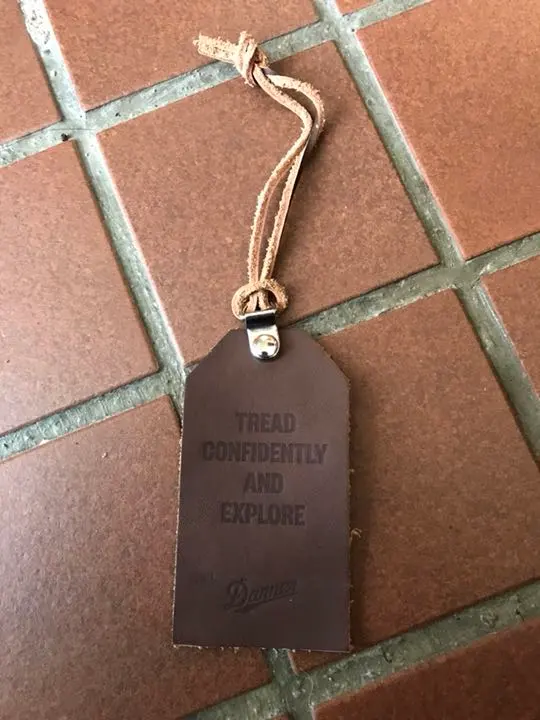 TREAD
CONFIDENTLY
AND
EXPLORE
Danner